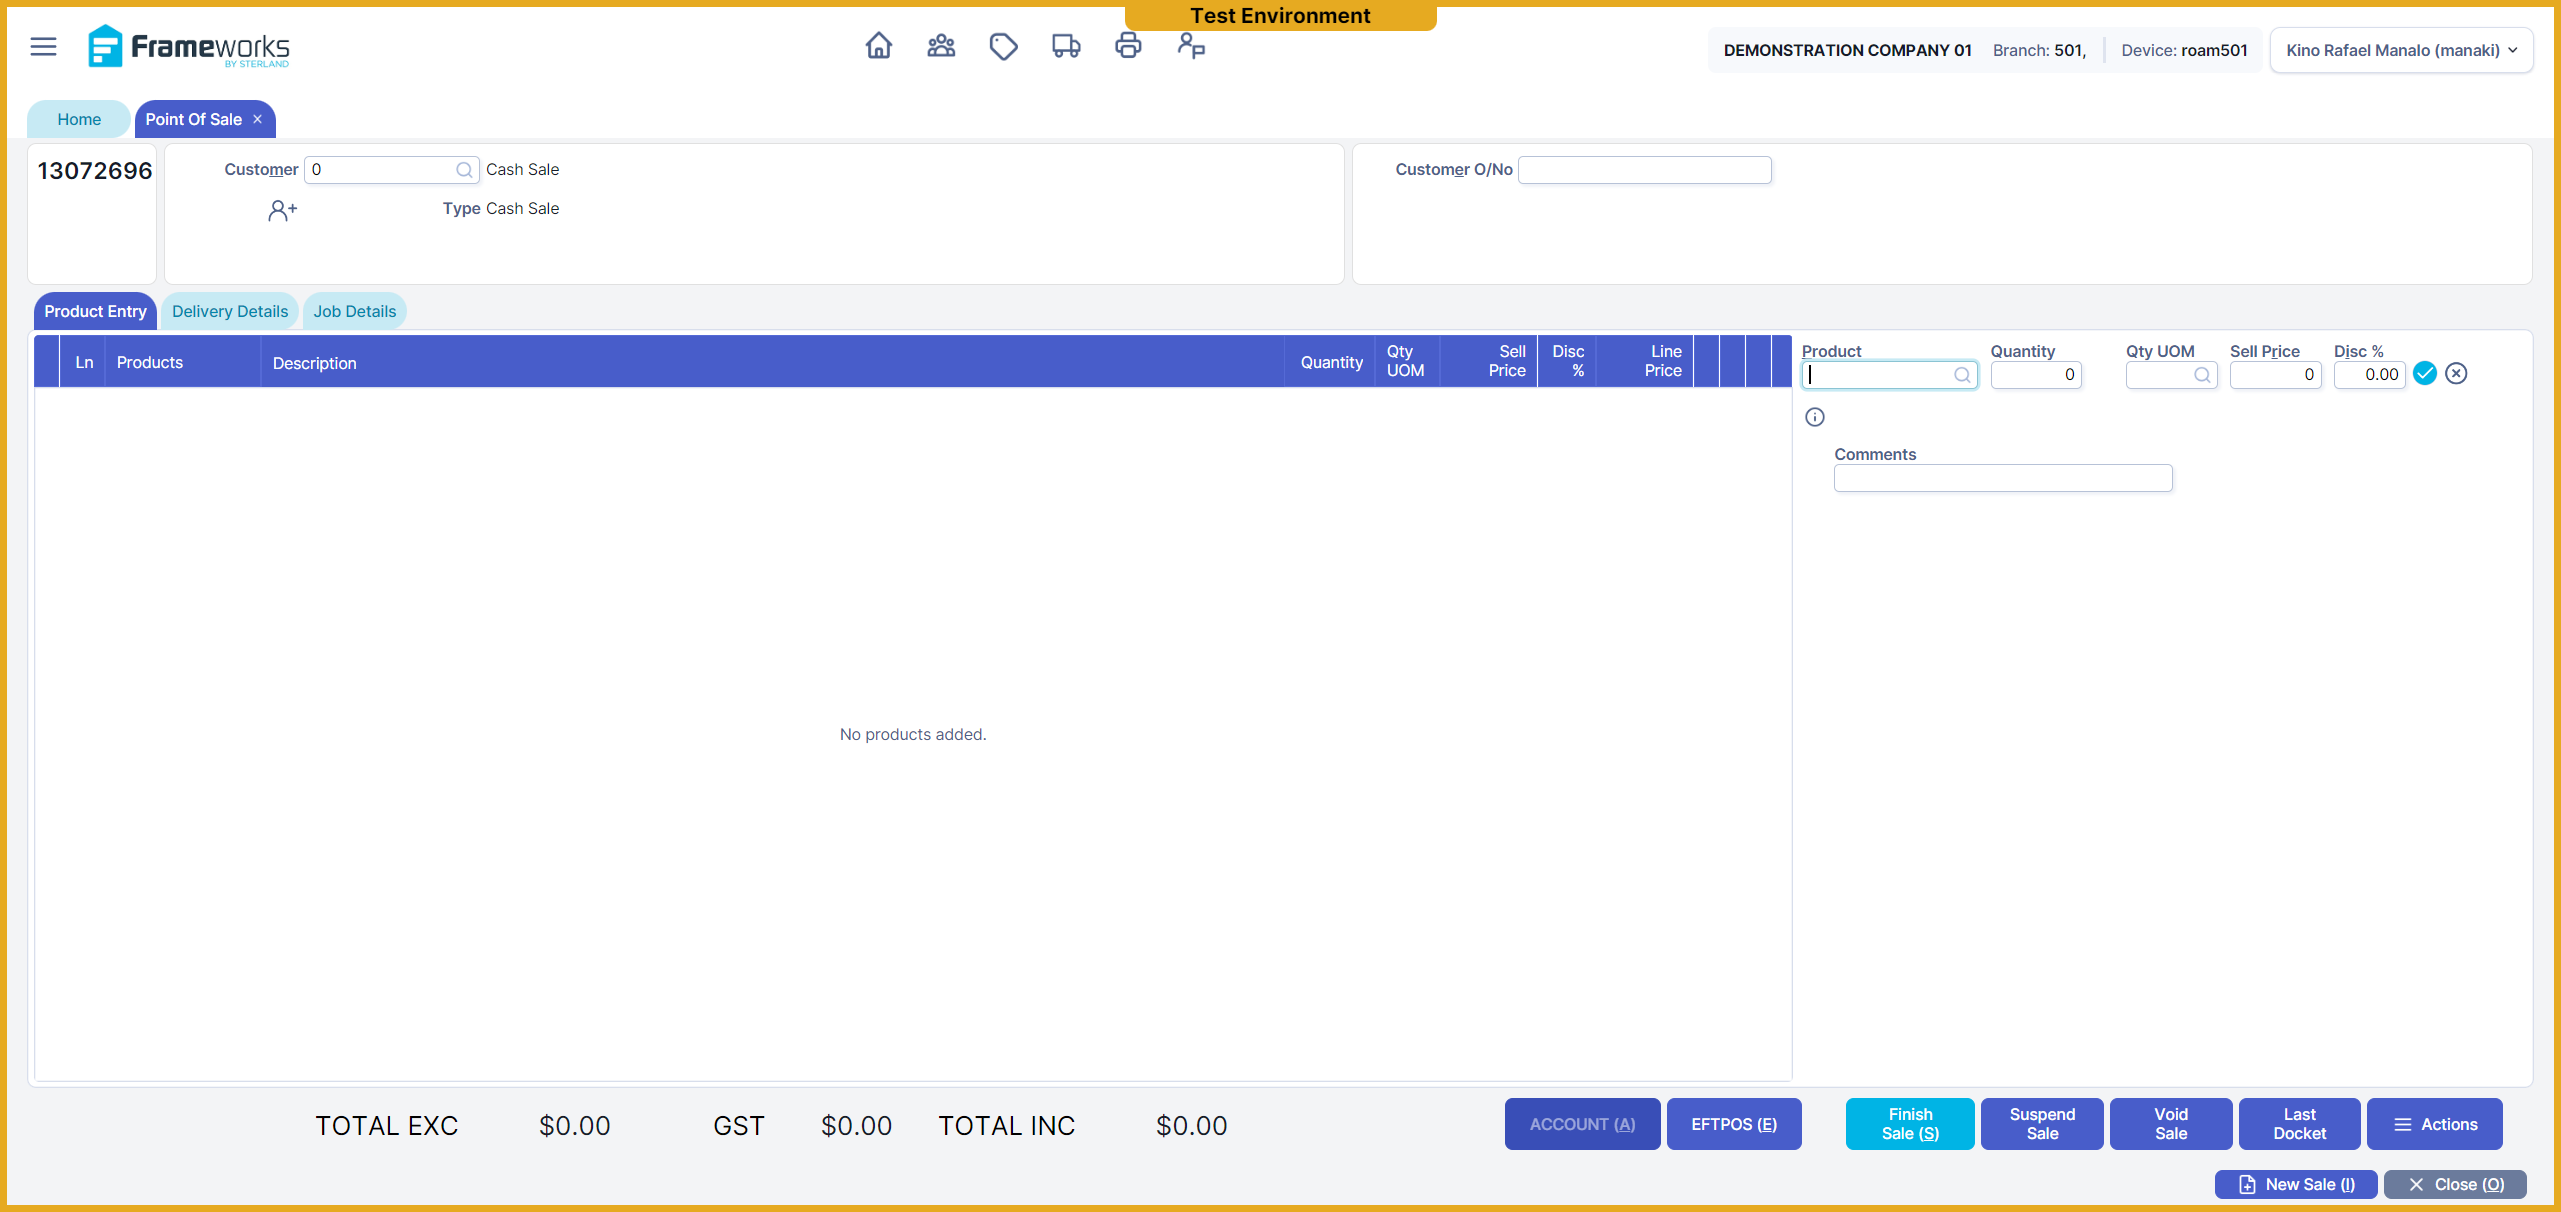 Test Environment
Frameworks
BY STERLAND
DEMONSTRATION COMPANY 01 Branch: 501, Device: roam501 Kino Rafael Manalo (manaki)
Home Point Of Sale ×
13072696 Customer 0 Cash Sale Customer O/No
Type Cash Sale
Product Entry Delivery Details Job Details
Ln Products Description Quantity Qty UOM Sell Price Disc % Line Price
Product Quantity Qty UOM Sell Price Disc %
0 0 0.00
Comments
No products added.
TOTAL EXC $0.00 GST $0.00 TOTAL INC $0.00
ACCOUNT (A) EFTPOS (E) Finish Sale (S) Suspend Sale Void Sale Last Docket Actions
New Sale (I) Close (O)